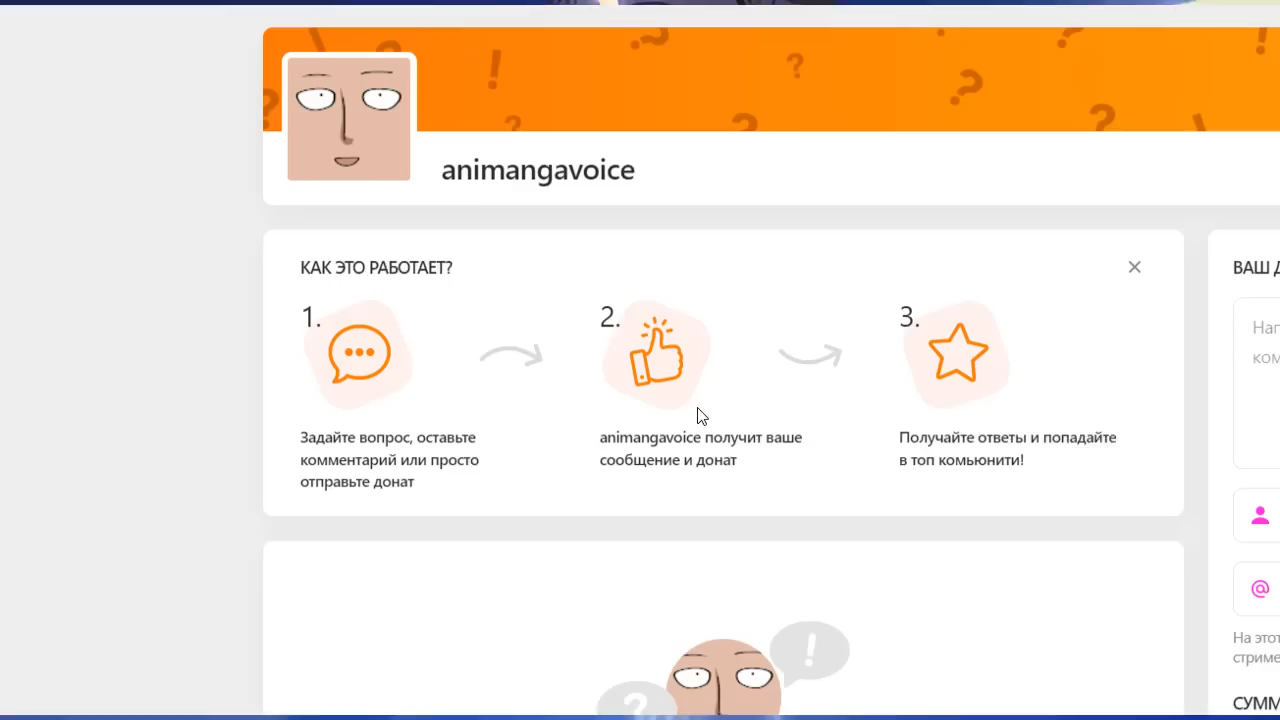 animangavoice
КАК ЭТО РАБОТАЕТ?
1.
Задайте вопрос, оставьте
комментарий или просто
отправьте донат
2.
animangavoice получит ваше
сообщение и донат
3.
Получайте ответы и попадайте
в топ комьюнити!
ВАШ